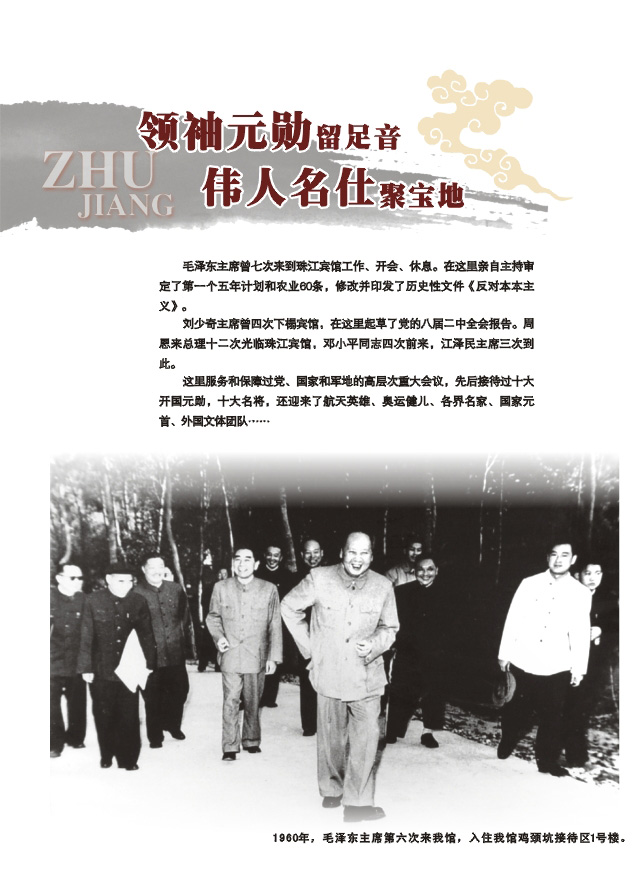 领袖元勋留足音
ZHU
伟人名仕聚宝地
JIANG
毛泽东主席曾七次来到珠江宾馆工作、开会、休息。在这里亲自主持审
定了第一个五年计划和农业60条，修改并印发了历史性文件《反对本本主
义》。
刘少奇主席曾四次下榻宾馆，在这里起草了党的八届二中全会报告。周
恩来总理十二次光临珠江宾馆，邓小平同志四次前来，江泽民主席三次到
此。
这里服务和保障过党、国家和军地的高层次重大会议，先后接待过十大
开国元勋，十大名将，还迎来了航天英雄、奥运健儿、各界名家、国家元
首、外国文体团队……
1960年，毛泽东主席第六次来我馆，入住我馆鸡颈坑接待区1号楼。